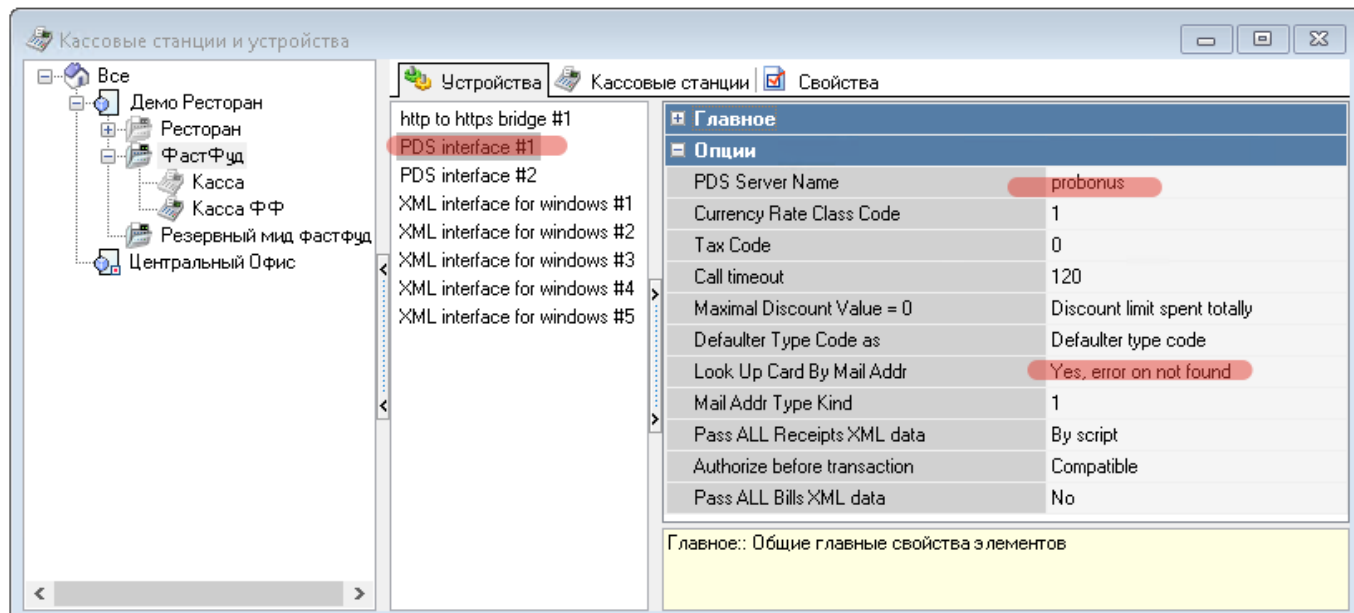 Кассовые станции и устройства
Все
Демо Ресторан
Ресторан
ФастФуд
Касса
Касса ФФ
Резервный мид фастфуд
Центральный Офис
Устройства Кассовые станции Свойства
http to https bridge #1
PDS interface #1
PDS interface #2
XML interface for windows #1
XML interface for windows #2
XML interface for windows #3
XML interface for windows #4
XML interface for windows #5
Главное
Опции
PDS Server Name probonus
Currency Rate Class Code 1
Tax Code 0
Call timeout 120
Maximal Discount Value = 0 Discount limit spent totally
Defaulter Type Code as Defaulter type code
Look Up Card By Mail Addr Yes, error on not found
Mail Addr Type Kind 1
Pass ALL Receipts XML data By script
Authorize before transaction Compatible
Pass ALL Bills XML data No
Главное:: Общие главные свойства элементов